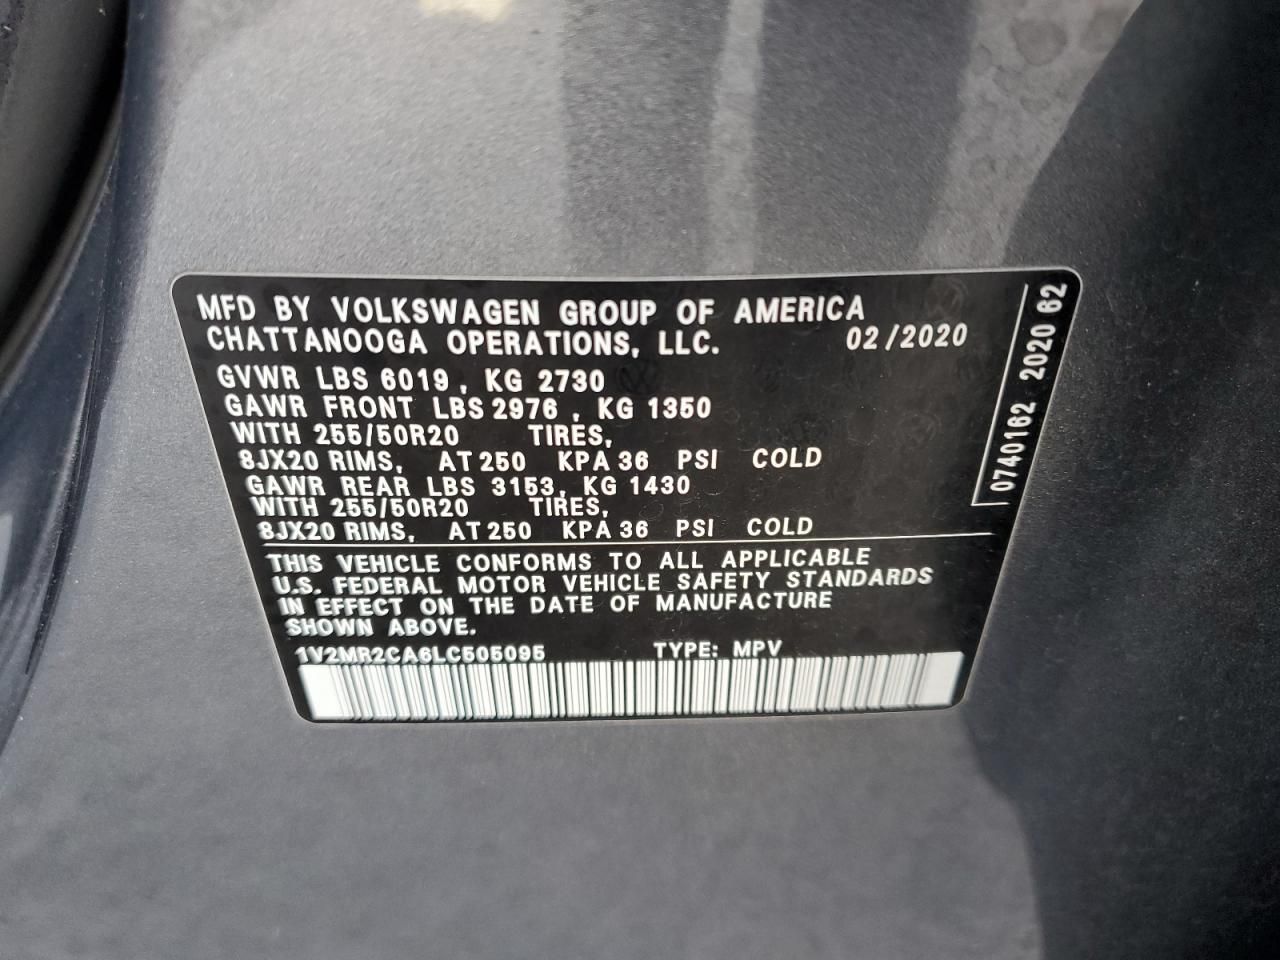 MFD BY VOLKSWAGEN GROUP OF AMERICA
CHATTANOOGA OPERATIONS, LLC. 02/2020
GVWR LBS 6019, KG 2730
GAWR FRONT LBS 2976, KG 1350
WITH 255/50R20 TIRES,
8JX20 RIMS, AT 250 KPA 36 PSI COLD
GAWR REAR LBS 3153, KG 1430
WITH 255/50R20 TIRES,
8JX20 RIMS, AT 250 KPA 36 PSI COLD
THIS VEHICLE CONFORMS TO ALL APPLICABLE
U.S. FEDERAL MOTOR VEHICLE SAFETY STANDARDS
IN EFFECT ON THE DATE OF MANUFACTURE
SHOWN ABOVE.
1V2MR2CA6LC505095 TYPE: MPV
0740162 2020 62